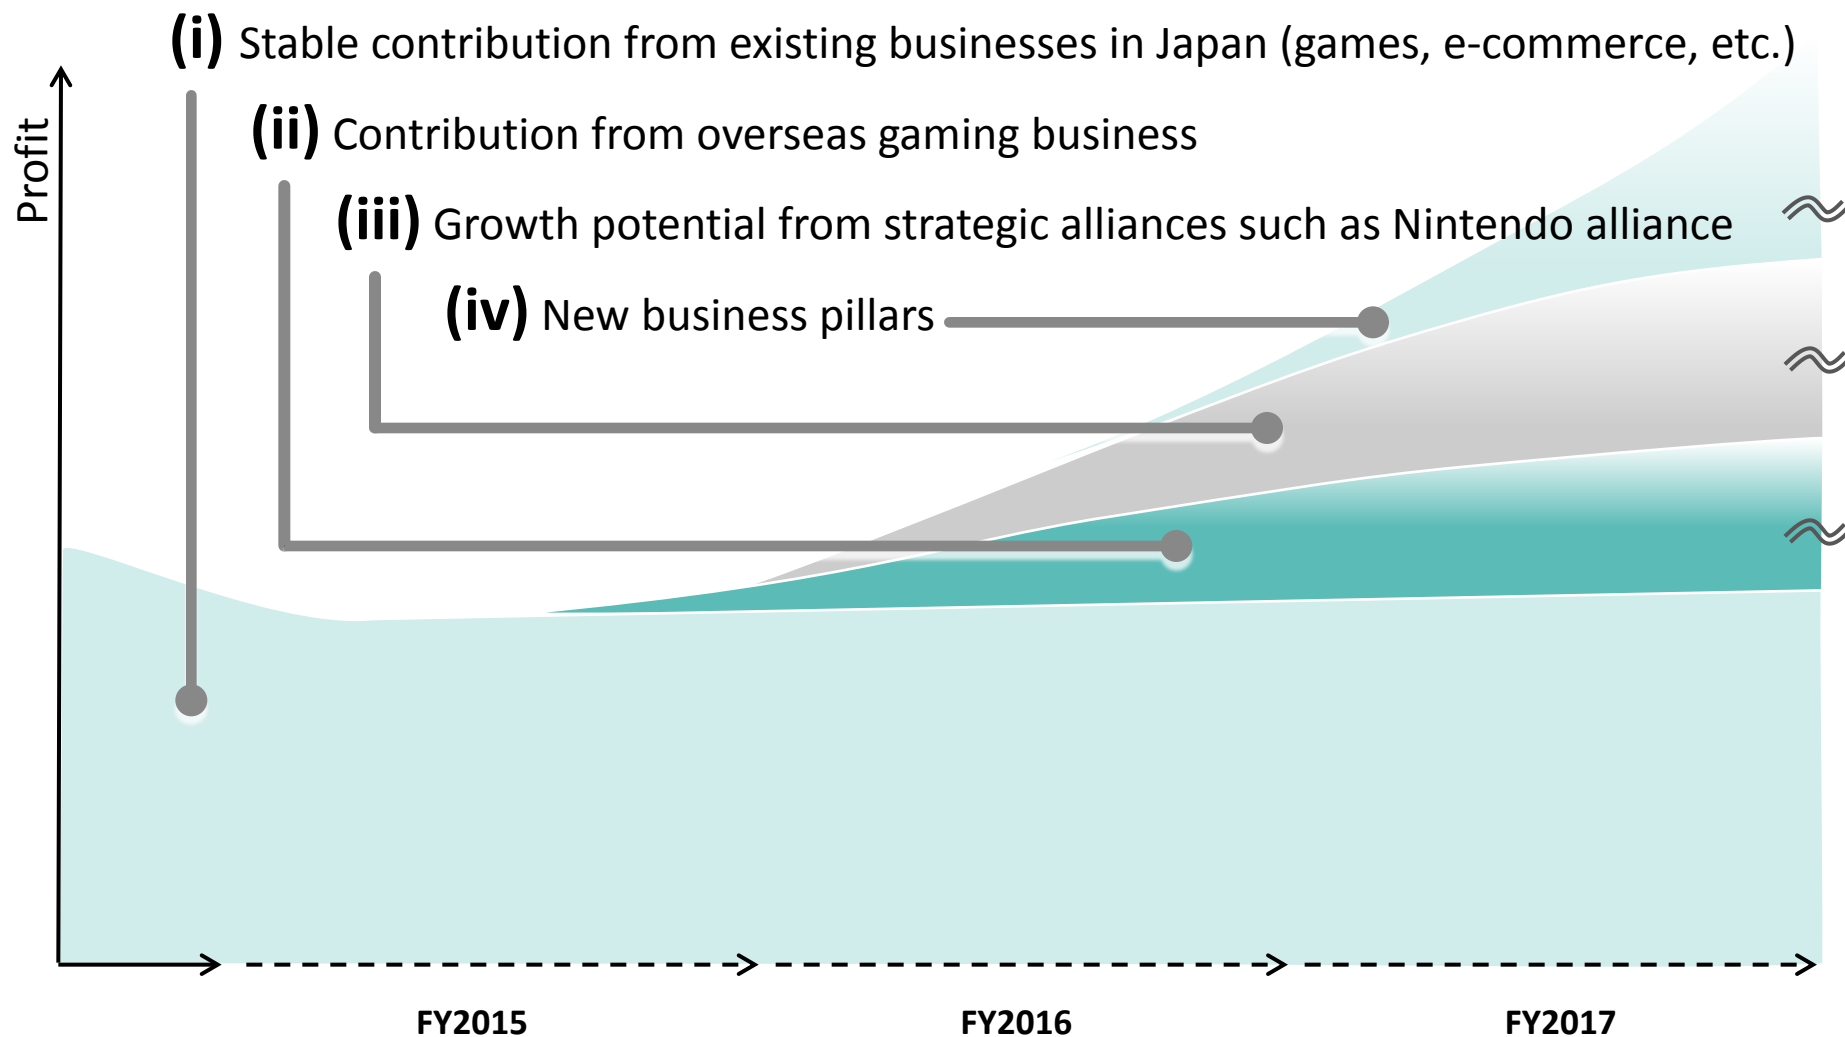 (i) Stable contribution from existing businesses in Japan (games, e-commerce, etc.)
Profit
(ii) Contribution from overseas gaming business
(iii) Growth potential from strategic alliances such as Nintendo alliance
(iv) New business pillars
FY2015 FY2016 FY2017